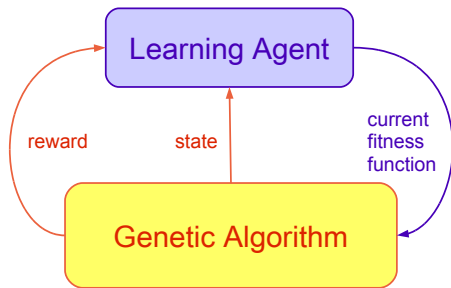 Learning Agent
reward
state
current
fitness
function
Genetic Algorithm